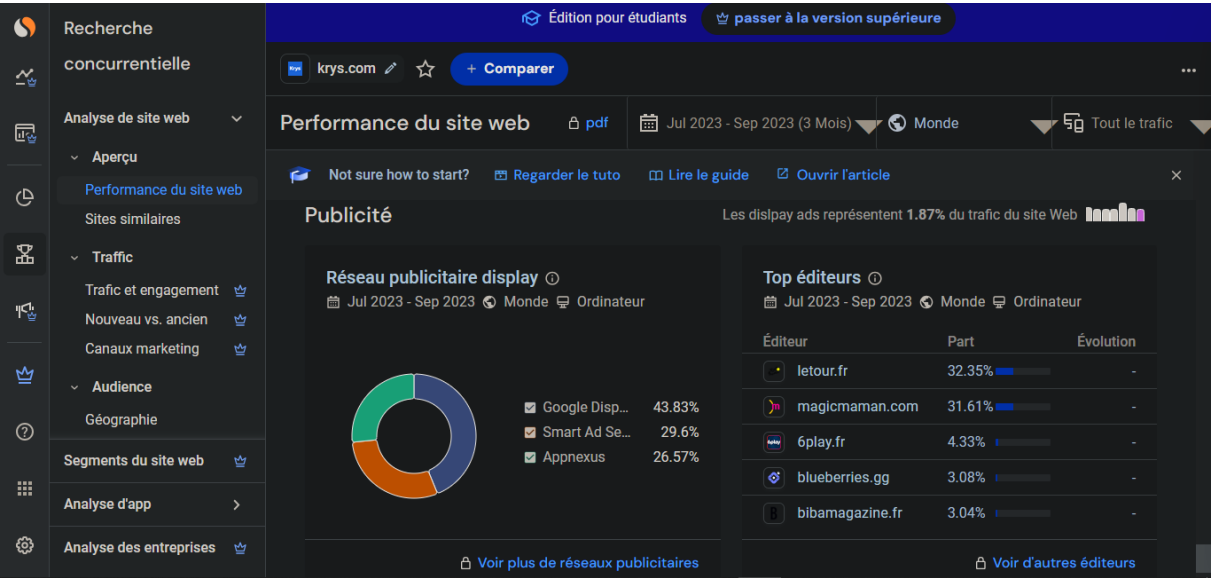 Édition pour étudiants
passer à la version supérieure
Recherche
concurrentielle
Analyse de site web
Aperçu
Performance du site web
Sites similaires
Traffic
Trafic et engagement
Nouveau vs. ancien
Canaux marketing
Audience
Géographie
Segments du site web
Analyse d'app
Analyse des entreprises
krys.com
+ Comparer
Performance du site web
pdf
Jul 2023 - Sep 2023 (3 Mois)
Monde
Tout le trafic
Not sure how to start?
Regarder le tuto
Lire le guide
Ouvrir l'article
Publicité
Les dislpay ads représentent 1.87% du trafic du site Web
Réseau publicitaire display
Jul 2023 - Sep 2023 Monde Ordinateur
Google Disp... 43.83%
Smart Ad Se... 29.6%
Appnexus 26.57%
Voir plus de réseaux publicitaires
Top éditeurs
Jul 2023 - Sep 2023 Monde Ordinateur
Éditeur Part Évolution
letour.fr 32.35% -
magicmaman.com 31.61% -
6play.fr 4.33% -
blueberries.gg 3.08% -
bibamagazine.fr 3.04% -
Voir d'autres éditeurs